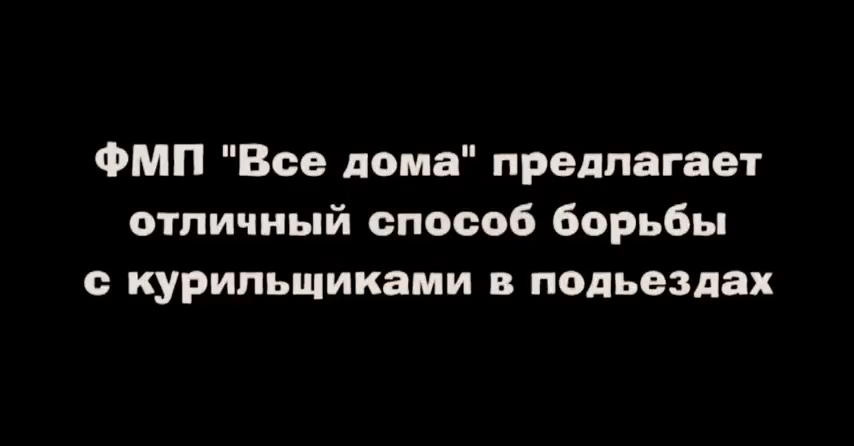 ФМП "Все дома" предлагает
отличный способ борьбы
с курильщиками в подьездах